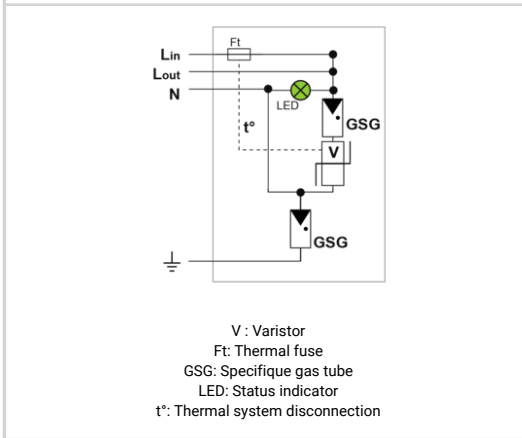 Ft
Lin
Lout
N
LED
GSG
t°
V
GSG
V : Varistor
Ft: Thermal fuse
GSG: Specifique gas tube
LED: Status indicator
t°: Thermal system disconnection